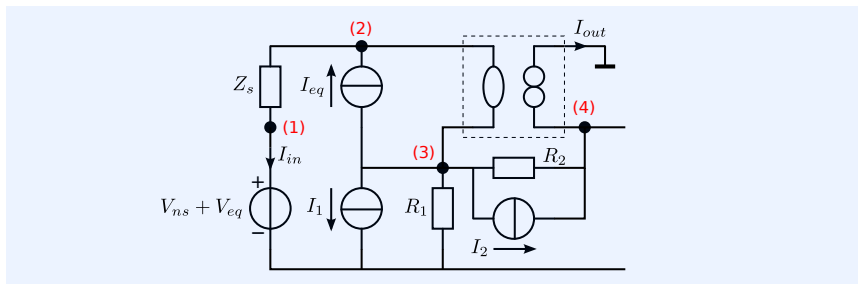 (2)
I_out
Z_s
I_eq
(1)
(4)
I_in
(3)
R_2
+
V_ns + V_eq
−
I_1
R_1
I_2